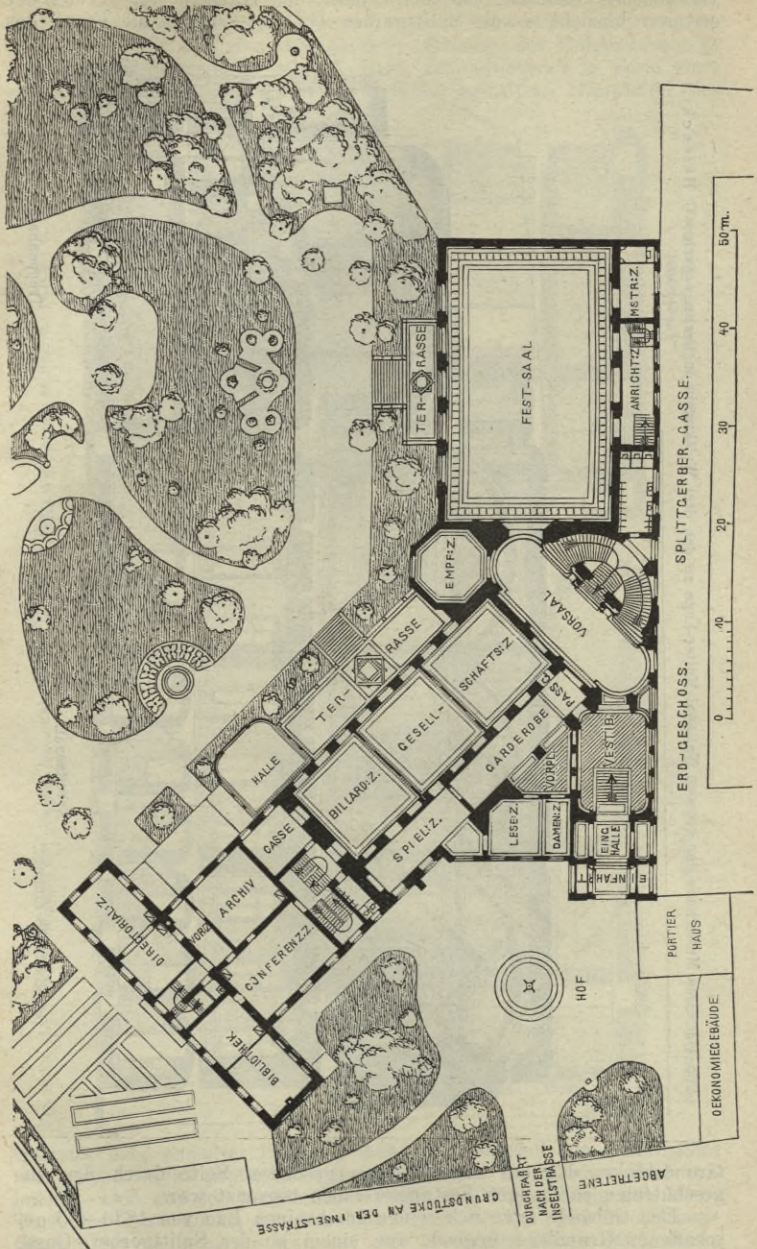 TER-
RASSE
FEST-SAAL
ANRICHTZ.
MSTR:Z.
EMPF:Z.
VORSAAL
TER-
RASSE
HALLE
GESELL-
SCHAFTS:Z.
BILLARD:Z.
GARDEROBE
PASS
CASSE
SPIEL:Z.
VORPL.
VESTIB.
LESE:Z.
DAMEN:Z.
EING
HALLE
EINFAHRT
DIRECTORIAL:Z.
VOR:Z.
ARCHIV
CONFERENZ:Z.
BIBLIOTHEK.
HOF
PORTIER
HAUS
OEKONOMIEGEBÄUDE.
ERD-GESCHOSS.
SPLITTGERBER-GASSE.
0 10 20 30 40 50 m.
DURCHFAHRT
NACH DER
INSELSTRASSE
ABGETRETENE
GRUNDSTÜCKE AN DER INSELSTRASSE